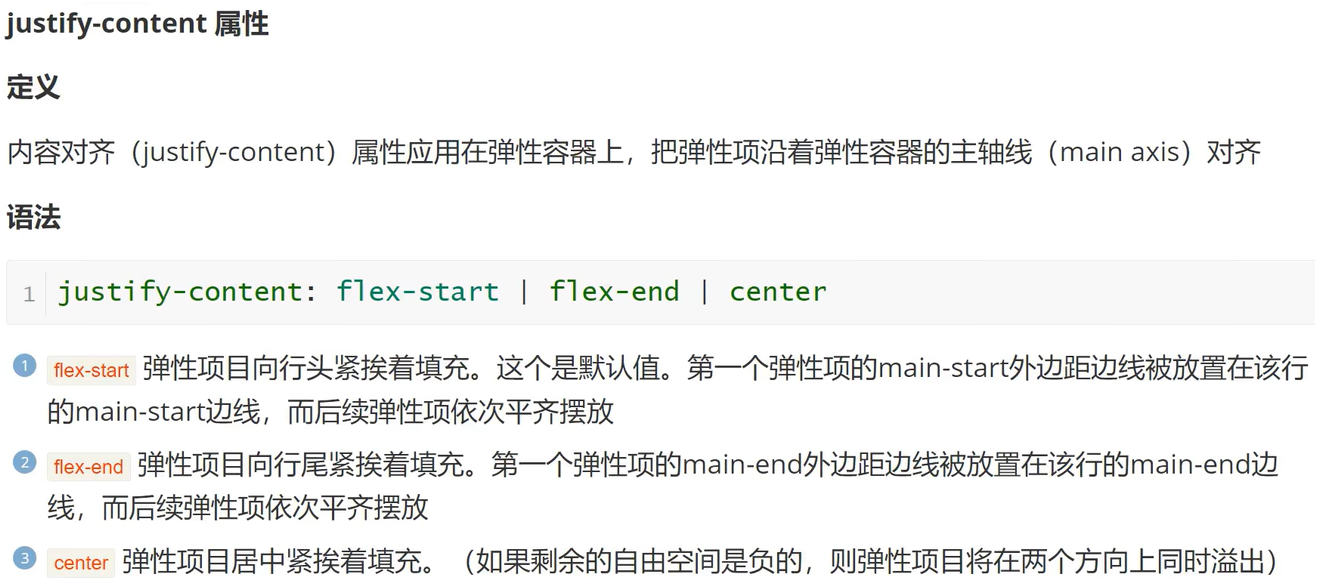 justify-content 属性
定义
内容对齐（justify-content）属性应用在弹性容器上，把弹性项沿着弹性容器的主轴线（main axis）对齐
语法
1 justify-content: flex-start | flex-end | center
1 flex-start 弹性项目向行头紧挨着填充。这个是默认值。第一个弹性项的main-start外边距边线被放置在该行
的main-start边线，而后续弹性项依次平齐摆放
2 flex-end 弹性项目向行尾紧挨着填充。第一个弹性项的main-end外边距边线被放置在该行的main-end边
线，而后续弹性项依次平齐摆放
3 center 弹性项目居中紧挨着填充。（如果剩余的自由空间是负的，则弹性项目将在两个方向上同时溢出）